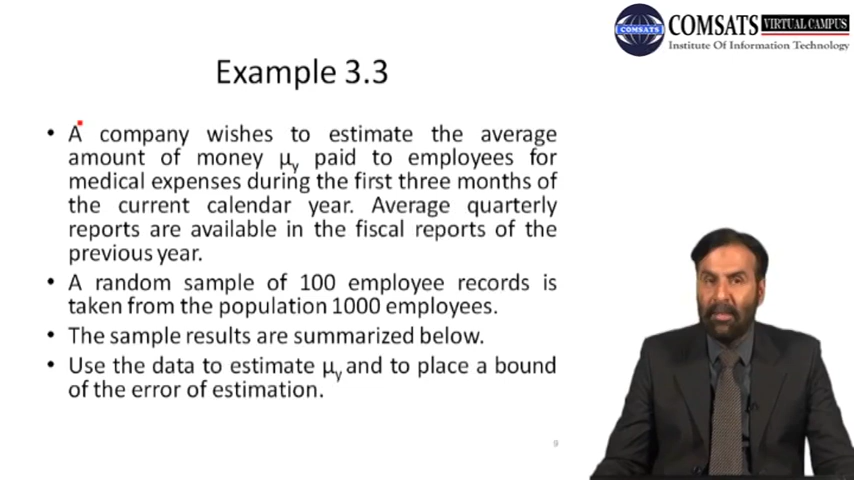 COMSATS VIRTUAL CAMPUS
COMSATS
Institute Of Information Technology
Example 3.3
• A company wishes to estimate the average
amount of money μy paid to employees for
medical expenses during the first three months of
the current calendar year. Average quarterly
reports are available in the fiscal reports of the
previous year.
• A random sample of 100 employee records is
taken from the population 1000 employees.
• The sample results are summarized below.
• Use the data to estimate μy and to place a bound
of the error of estimation.
9